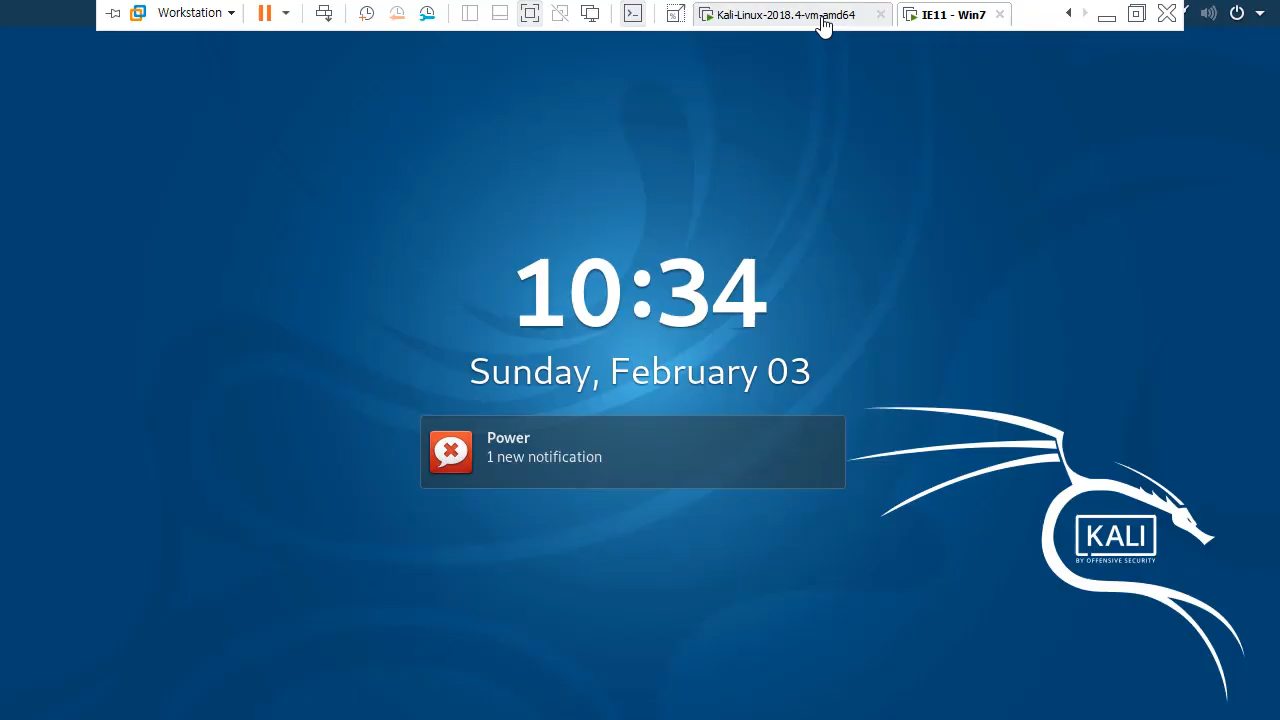 Workstation
Kali-Linux-2018.4-vm-amd64
IE11 - Win7
10:34
Sunday, February 03
Power
1 new notification
KALI
BY OFFENSIVE SECURITY